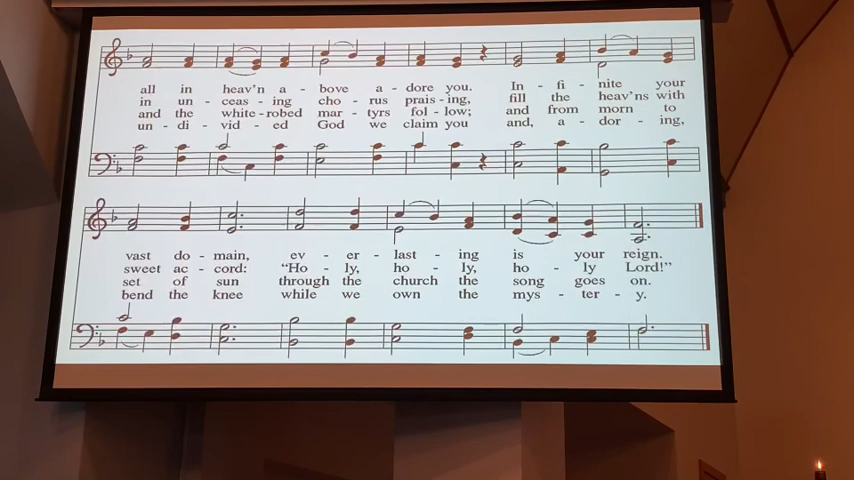 all in heav'n a - bove a - dore you. In - fi - nite your
in un - ceas - ing cho - rus prais - ing, fill the heav'ns with
and the white - robed mar - tyrs fol - low; and from morn to
un - di - vid - ed God we claim you and, a - dor - ing,
vast do - main, ev - er - last - ing is your reign.
sweet ac - cord: “Ho - ly, ho - ly, ho - ly Lord!”
set of sun through the church the song goes on.
bend the knee while we own the mys - ter - y.